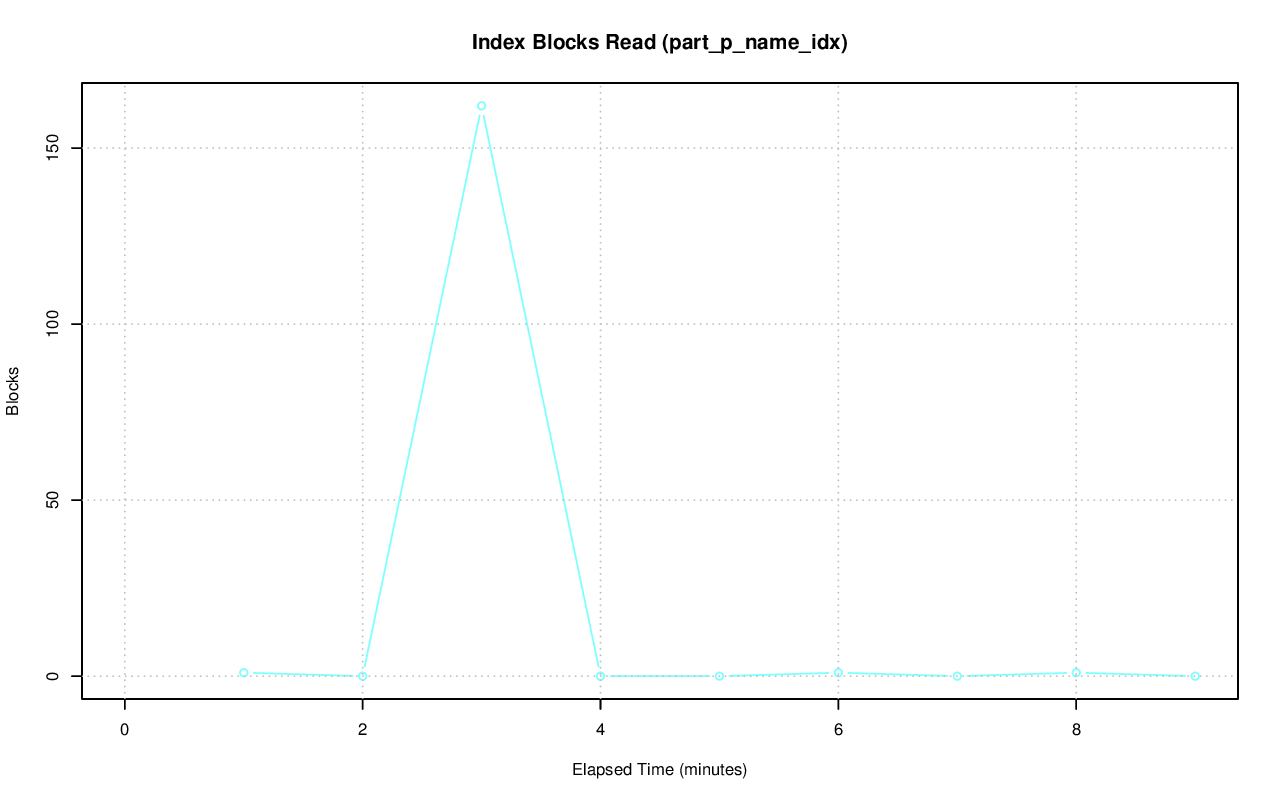 Index Blocks Read (part_p_name_idx)
150
100
50
0
Blocks
0 2 4 6 8
Elapsed Time (minutes)